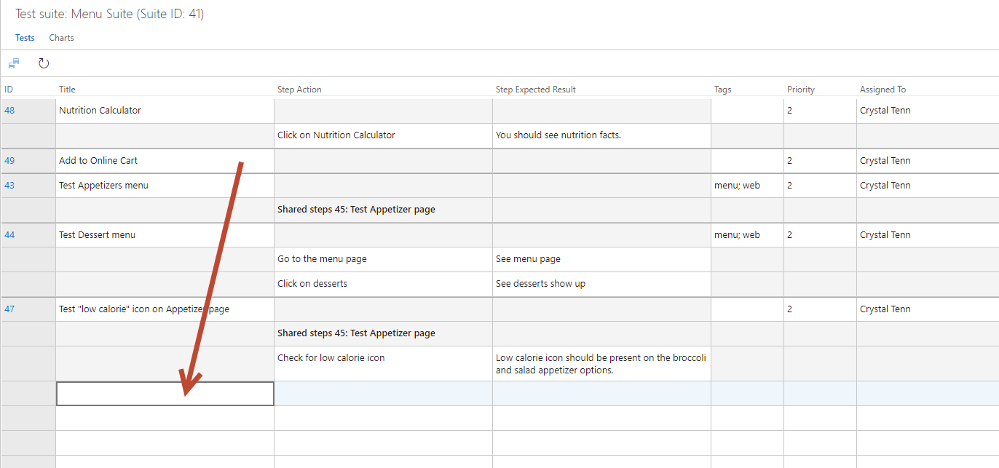 Test suite: Menu Suite (Suite ID: 41)
Tests Charts
ID Title Step Action Step Expected Result Tags Priority Assigned To
48 Nutrition Calculator 2 Crystal Tenn
Click on Nutrition Calculator You should see nutrition facts.
49 Add to Online Cart 2 Crystal Tenn
43 Test Appetizers menu menu; web 2 Crystal Tenn
Shared steps 45: Test Appetizer page
44 Test Dessert menu menu; web 2 Crystal Tenn
Go to the menu page See menu page
Click on desserts See desserts show up
47 Test "low calorie" icon on Appetizer page 2 Crystal Tenn
Shared steps 45: Test Appetizer page
Check for low calorie icon Low calorie icon should be present on the broccoli
and salad appetizer options.